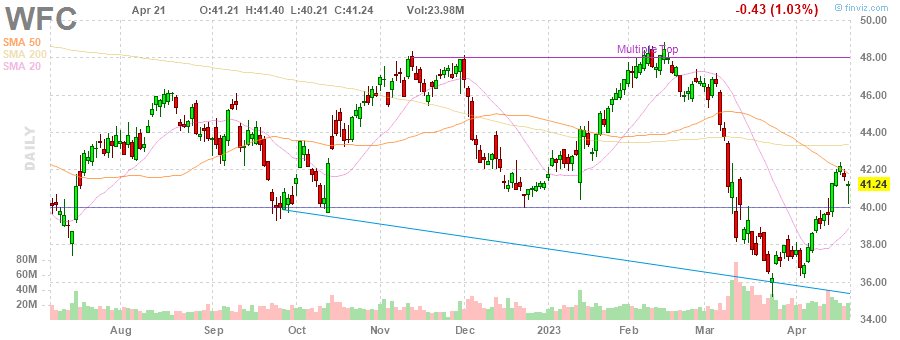 WFC Apr 21 O:41.21 H:41.40 L:40.21 C:41.24 Vol:23.98M -0.43 (1.03%) © finviz.com
50.00
SMA 50
SMA 200
SMA 20
Multiple Top
48.00
46.00
44.00
DAILY
42.00
41.24
40.00
38.00
80M
60M
36.00
40M
20M
34.00
Aug Sep Oct Nov Dec 2023 Feb Mar Apr